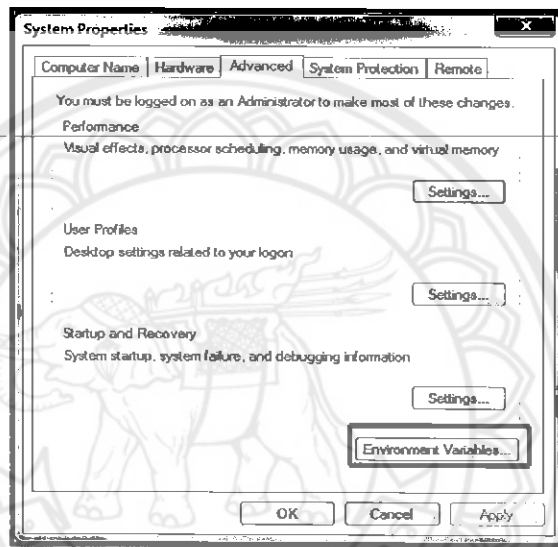 System Properties
Computer Name Hardware Advanced System Protection Remote
You must be logged on as an Administrator to make most of these changes.
Performance
Visual effects, processor scheduling, memory usage, and virtual memory
Settings...
User Profiles
Desktop settings related to your logon
Settings...
Startup and Recovery
System startup, system failure, and debugging information
Settings...
Environment Variables...
OK Cancel Apply